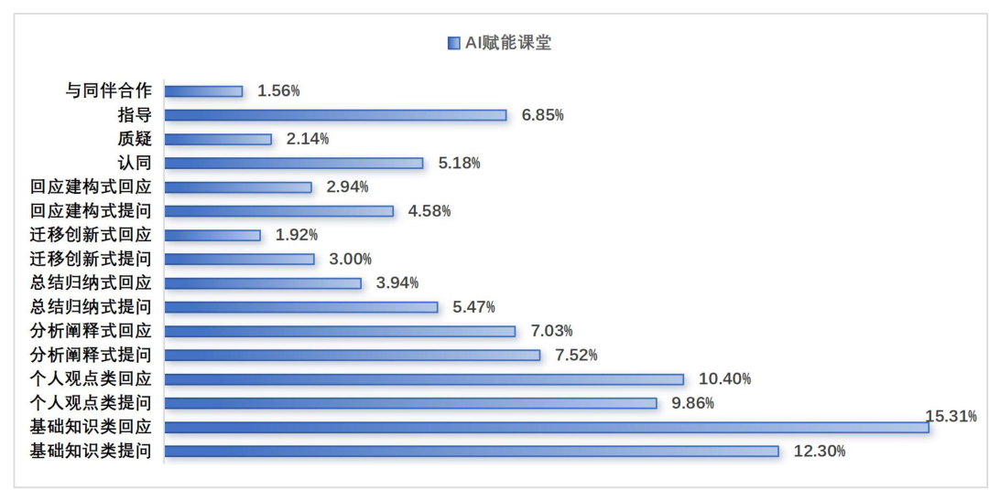 AI赋能课堂
与同伴合作 1.56%
指导 6.85%
质疑 2.14%
认同 5.18%
回应建构式回应 2.94%
回应建构式提问 4.58%
迁移创新式回应 1.92%
迁移创新式提问 3.00%
总结归纳式回应 3.94%
总结归纳式提问 5.47%
分析阐释式回应 7.03%
分析阐释式提问 7.52%
个人观点类回应 10.40%
个人观点类提问 9.86%
基础知识类回应 15.31%
基础知识类提问 12.30%